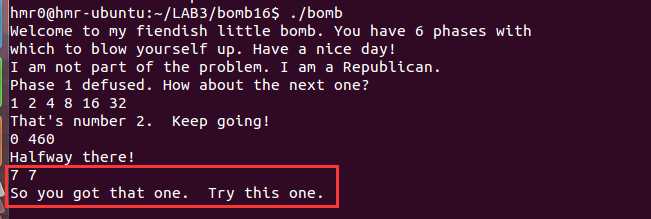 hmr0@hmr-ubuntu:~/LAB3/bomb16$ ./bomb
Welcome to my fiendish little bomb. You have 6 phases with
which to blow yourself up. Have a nice day!
I am not part of the problem. I am a Republican.
Phase 1 defused. How about the next one?
1 2 4 8 16 32
That's number 2.  Keep going!
0 460
Halfway there!
7 7
So you got that one.  Try this one.